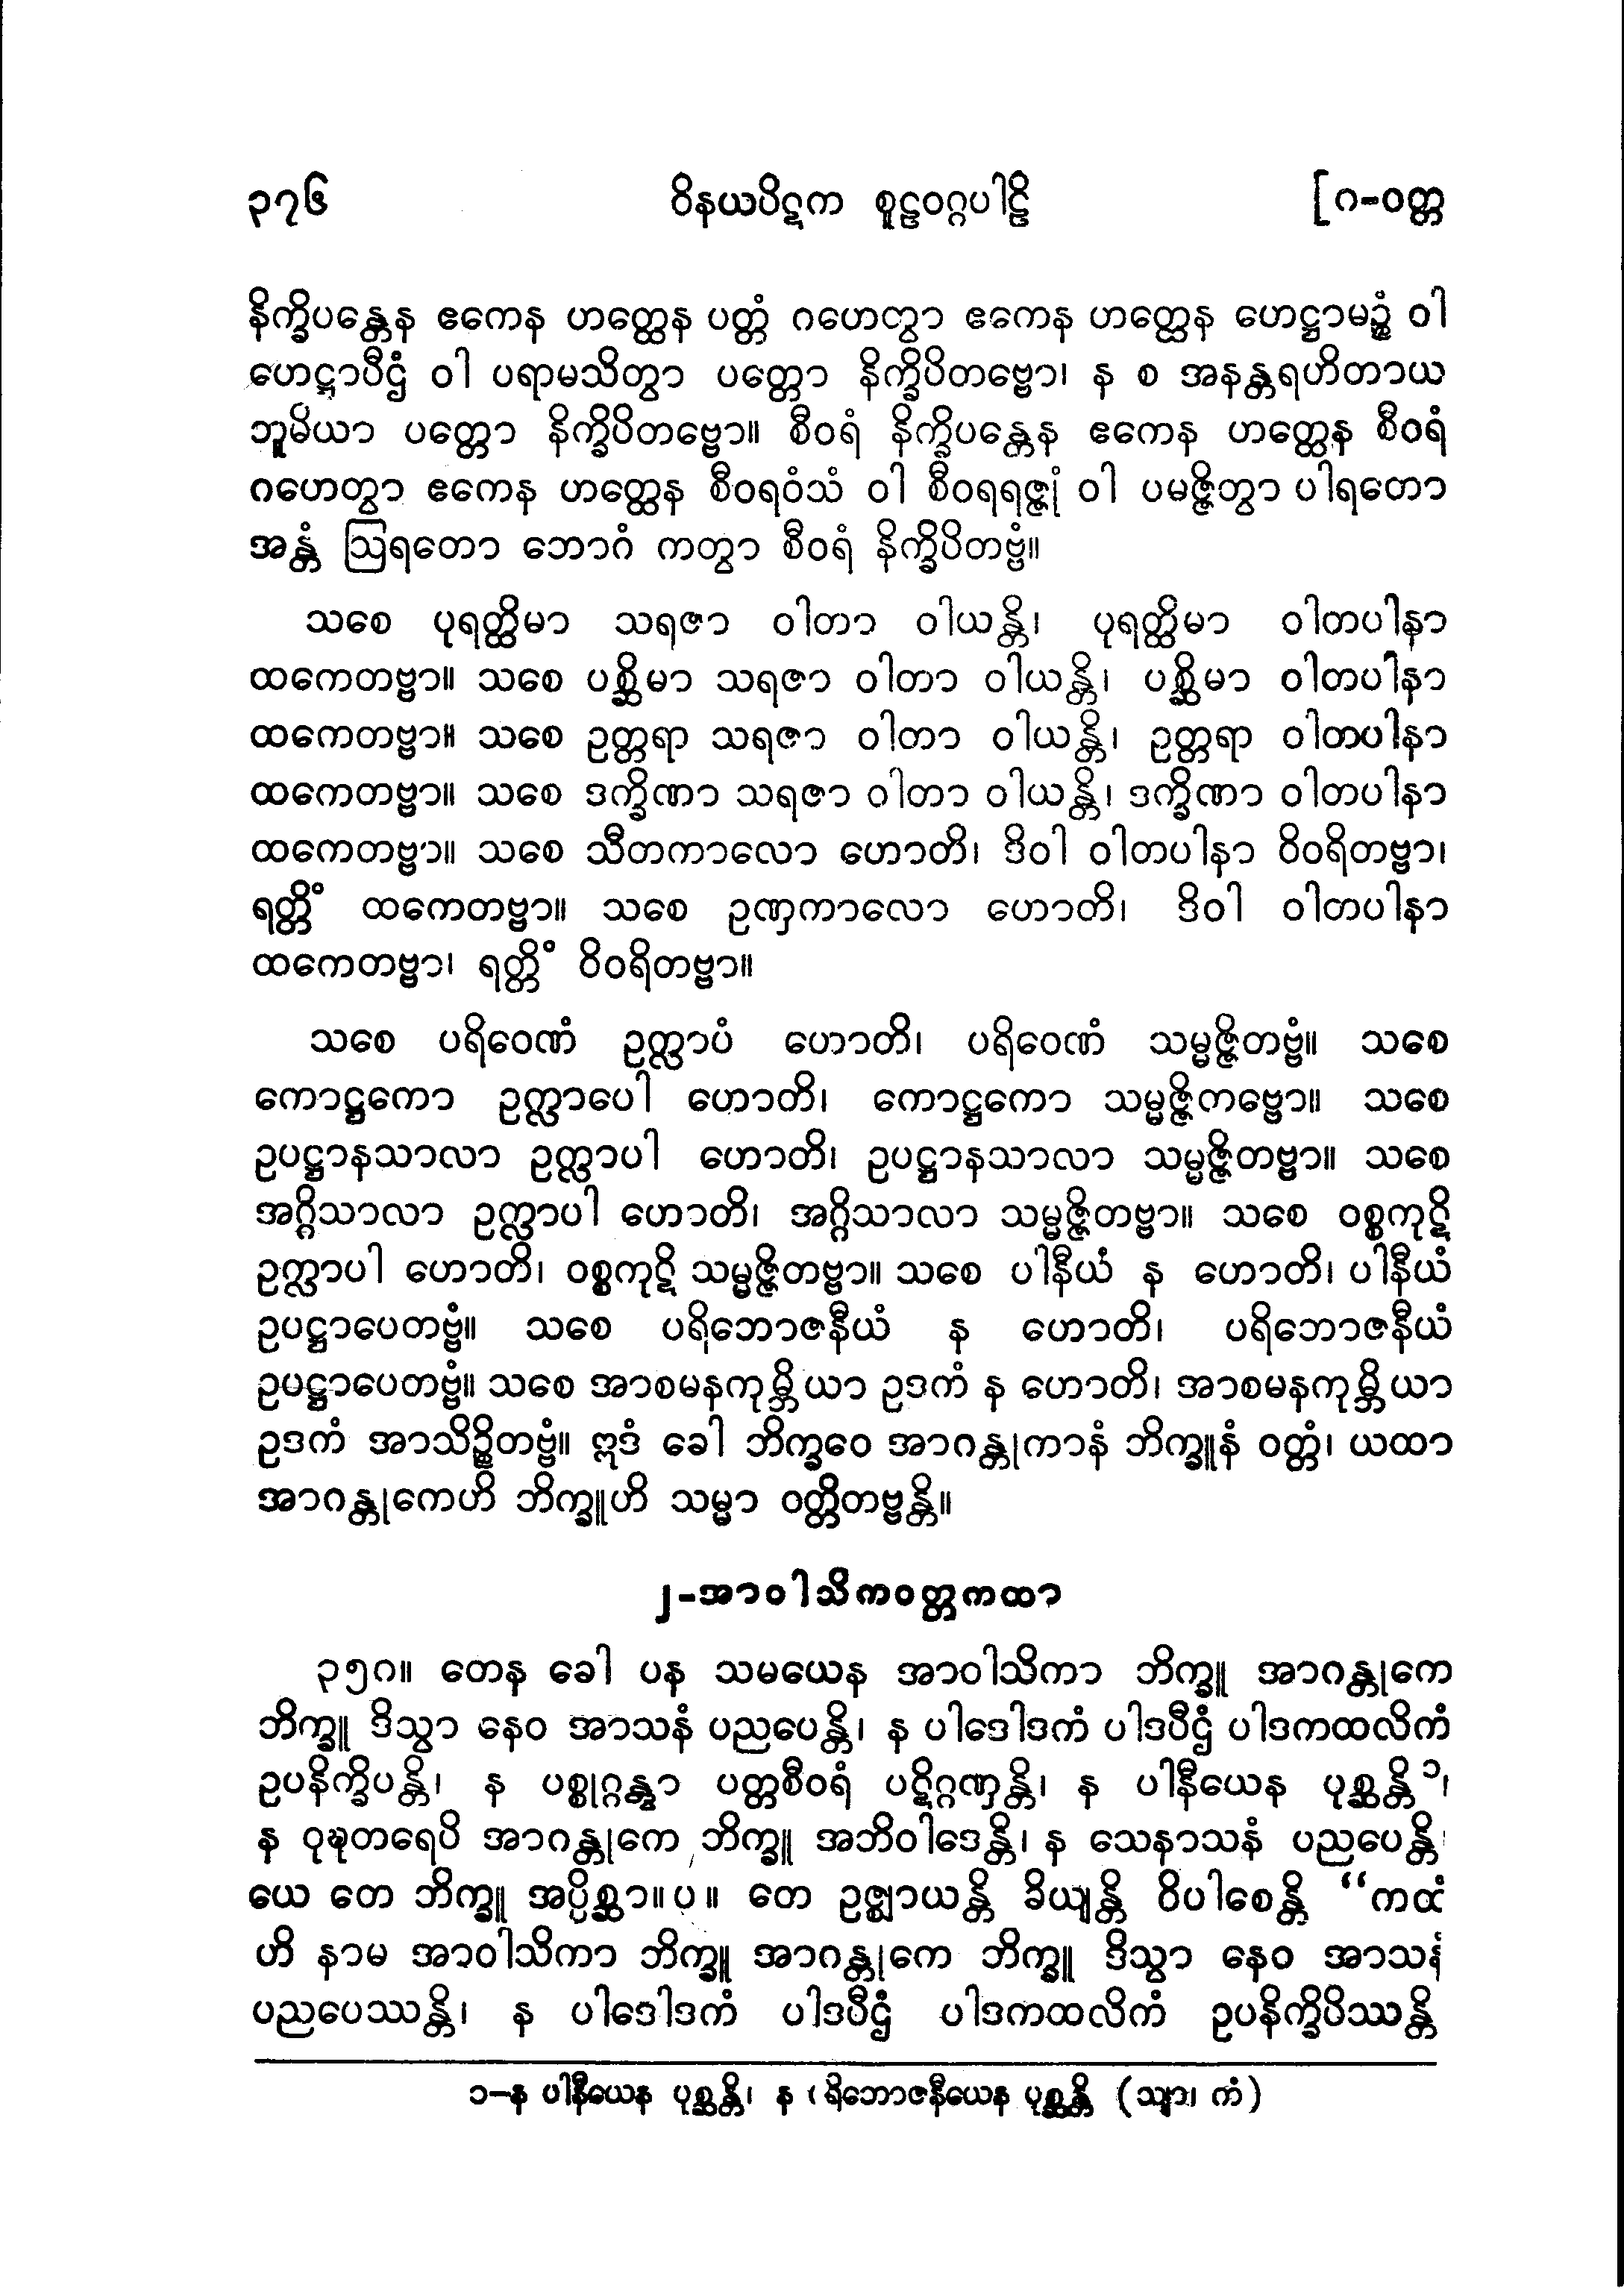 ၃၇၆ ဝိနယပိဋက စူဠဝဂ္ဂပါဠိ [ဂ-ဝတ္တ
နိက္ခိပန္တေန ဧကေန ဟတ္ထေန ပတ္တံ ဂဟေတွာ ဧကေန ဟတ္ထေန ဟေဋ္ဌာမဉ္စံ ဝါ
ဟေဋ္ဌာပီဌံ ဝါ ပရာမသိတွာ ပတ္တော နိက္ခိပိတဗ္ဗော၊ န စ အနန္တရဟိတာယ
ဘူမိယာ ပတ္တော နိက္ခိပိတဗ္ဗော။ စီဝရံ နိက္ခိပန္တေန ဧကေန ဟတ္ထေန စီဝရံ
ဂဟေတွာ ဧကေန ဟတ္ထေန စီဝရဝံသံ ဝါ စီဝရရဇ္ဇုံ ဝါ ပမဇ္ဇိတွာ ပါရတော
အန္တံ ဩရတော ဘောဂံ ကတွာ စီဝရံ နိက္ခိပိတဗ္ဗံ။
သစေ ပုရတ္ထိမာ သရဇာ ဝါတာ ဝါယန္တိ၊ ပုရတ္ထိမာ ဝါတပါနာ
ထကေတဗ္ဗာ။ သစေ ပစ္ဆိမာ သရဇာ ဝါတာ ဝါယန္တိ၊ ပစ္ဆိမာ ဝါတပါနာ
ထကေတဗ္ဗာ။ သစေ ဥတ္တရာ သရဇာ ဝါတာ ဝါယန္တိ၊ ဥတ္တရာ ဝါတပါနာ
ထကေတဗ္ဗာ။ သစေ ဒက္ခိဏာ သရဇာ ဝါတာ ဝါယန္တိ၊ ဒက္ခိဏာ ဝါတပါနာ
ထကေတဗ္ဗာ။ သစေ သီတကာလော ဟောတိ၊ ဒိဝါ ဝါတပါနာ ဝိဝရိတဗ္ဗာ၊
ရတ္တိံ ထကေတဗ္ဗာ။ သစေ ဥဏှကာလော ဟောတိ၊ ဒိဝါ ဝါတပါနာ
ထကေတဗ္ဗာ၊ ရတ္တိံ ဝိဝရိတဗ္ဗာ။
သစေ ပရိဝေဏံ ဥက္လာပံ ဟောတိ၊ ပရိဝေဏံ သမ္မဇ္ဇိတဗ္ဗံ။ သစေ
ကောဋ္ဌကော ဥက္လာပေါ ဟောတိ၊ ကောဋ္ဌကော သမ္မဇ္ဇိကဗ္ဗော။ သစေ
ဥပဋ္ဌာနသာလာ ဥက္လာပါ ဟောတိ၊ ဥပဋ္ဌာနသာလာ သမ္မဇ္ဇိတဗ္ဗာ။ သစေ
အဂ္ဂိသာလာ ဥက္လာပါ ဟောတိ၊ အဂ္ဂိသာလာ သမ္မဇ္ဇိတဗ္ဗာ။ သစေ ဝစ္စကုဋိ
ဥက္လာပါ ဟောတိ၊ ဝစ္စကုဋိ သမ္မဇ္ဇိတဗ္ဗာ။ သစေ ပါနီယံ န ဟောတိ၊ ပါနီယံ
ဥပဋ္ဌာပေတဗ္ဗံ။ သစေ ပရိဘောဇနီယံ န ဟောတိ၊ ပရိဘောဇနီယံ
ဥပဋ္ဌာပေတဗ္ဗံ။ သစေ အာစမနကုမ္ဘိယာ ဥဒကံ န ဟောတိ၊ အာစမနကုမ္ဘိယာ
ဥဒကံ အာသိဉ္စိတဗ္ဗံ။ ဣဒံ ခေါ ဘိက္ခဝေ အာဂန္တုကာနံ ဘိက္ခူနံ ဝတ္တံ၊ ယထာ
အာဂန္တုကေဟိ ဘိက္ခူဟိ သမ္မာ ဝတ္တိတဗ္ဗန္တိ။
၂-အာဝါသိကဝတ္တကထာ
၃၅၈။ တေန ခေါ ပန သမယေန အာဝါသိကာ ဘိက္ခူ အာဂန္တုကေ
ဘိက္ခူ ဒိသွာ နေဝ အာသနံ ပညပေန္တိ၊ န ပါဒေါဒကံ ပါဒပီဌံ ပါဒကထလိကံ
ဥပနိက္ခိပန္တိ၊ န ပစ္စုဂ္ဂန္တွာ ပတ္တစီဝရံ ပဋိဂ္ဂဏှန္တိ၊ န ပါနီယေန ပုစ္ဆန္တိ ၁၊
န ဝုဍ္ဎတရေပိ အာဂန္တုကေ ဘိက္ခူ အဘိဝါဒေန္တိ၊ န သေနာသနံ ပညပေန္တိ၊
ယေ တေ ဘိက္ခူ အပ္ပိစ္ဆာ။ပ။ တေ ဥဇ္ဈာယန္တိ ခိယျန္တိ ဝိပါစေန္တိ “ကထံ
ဟိ နာမ အာဝါသိကာ ဘိက္ခူ အာဂန္တုကေ ဘိက္ခူ ဒိသွာ နေဝ အာသနံ
ပညပေဿန္တိ၊ န ပါဒေါဒကံ ပါဒပီဌံ ပါဒကထလိကံ ဥပနိက္ခိပိဿန္တိ
၁-န ပါနီယေန ပုစ္ဆန္တိ၊ န ပရိဘောဇနီယေန ပုစ္ဆန္တိ (သျာ၊ ကံ)